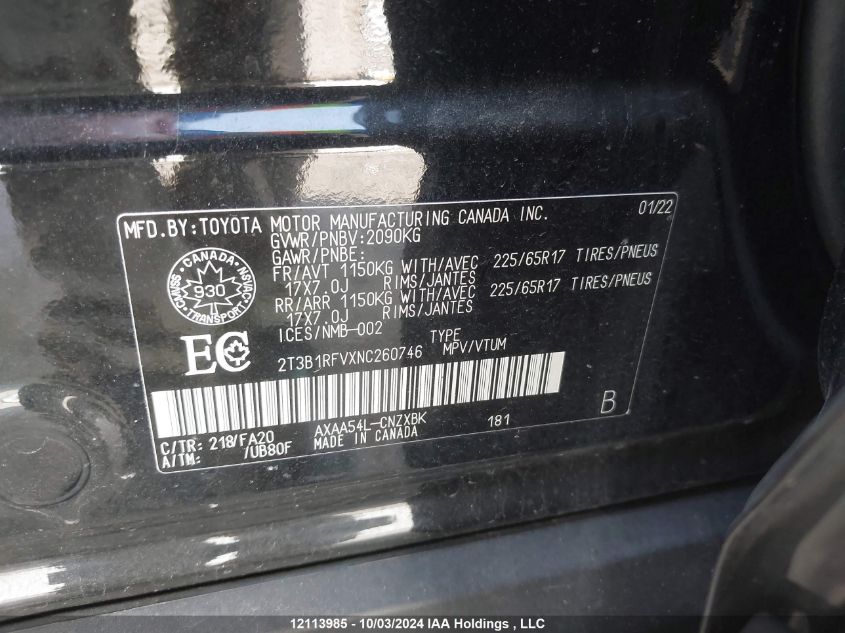 MFD.BY:TOYOTA MOTOR MANUFACTURING CANADA INC. 01/22
GVWR/PNBV:2090KG
GAWR/PNBE:
FR/AVT 1150KG WITH/AVEC 225/65R17 TIRES/PNEUS
17X7.0J RIMS/JANTES
RR/ARR 1150KG WITH/AVEC 225/65R17 TIRES/PNEUS
17X7.0J RIMS/JANTES
ICES/NMB-002 TYPE
2T3B1RFVXNC260746 MPV/VTUM
CANADA
930
TRANSPORT
CMVSS
NSVAC
EC
B
C/TR: 218/FA20 AXAA54L-CNZXBK 181
A/TM: /UB80F MADE IN CANADA
12113985 - 10/03/2024 IAA Holdings , LLC